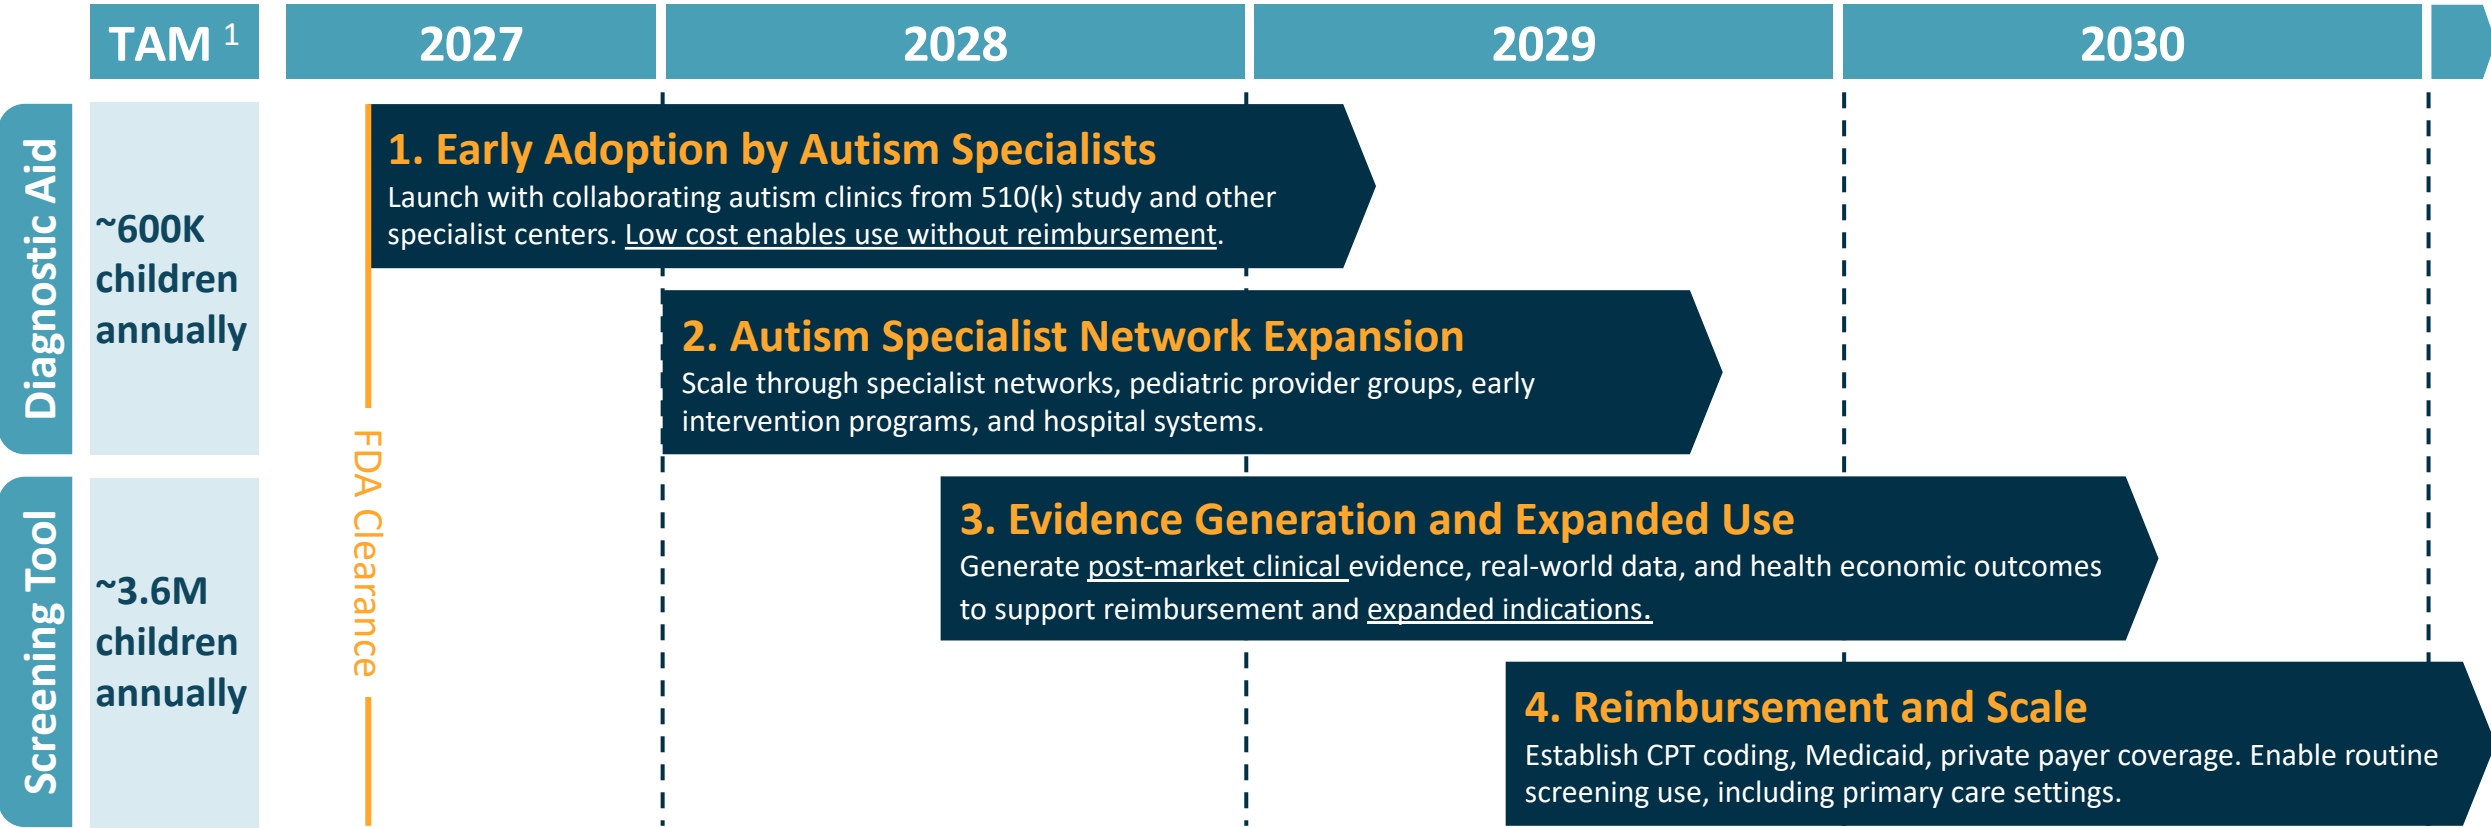 TAM 1
2027
2028
2029
2030
Diagnostic Aid
~600K
children
annually
1. Early Adoption by Autism Specialists
Launch with collaborating autism clinics from 510(k) study and other
specialist centers. Low cost enables use without reimbursement.
2. Autism Specialist Network Expansion
Scale through specialist networks, pediatric provider groups, early
intervention programs, and hospital systems.
FDA Clearance
Screening Tool
~3.6M
children
annually
3. Evidence Generation and Expanded Use
Generate post-market clinical evidence, real-world data, and health economic outcomes
to support reimbursement and expanded indications.
4. Reimbursement and Scale
Establish CPT coding, Medicaid, private payer coverage. Enable routine
screening use, including primary care settings.